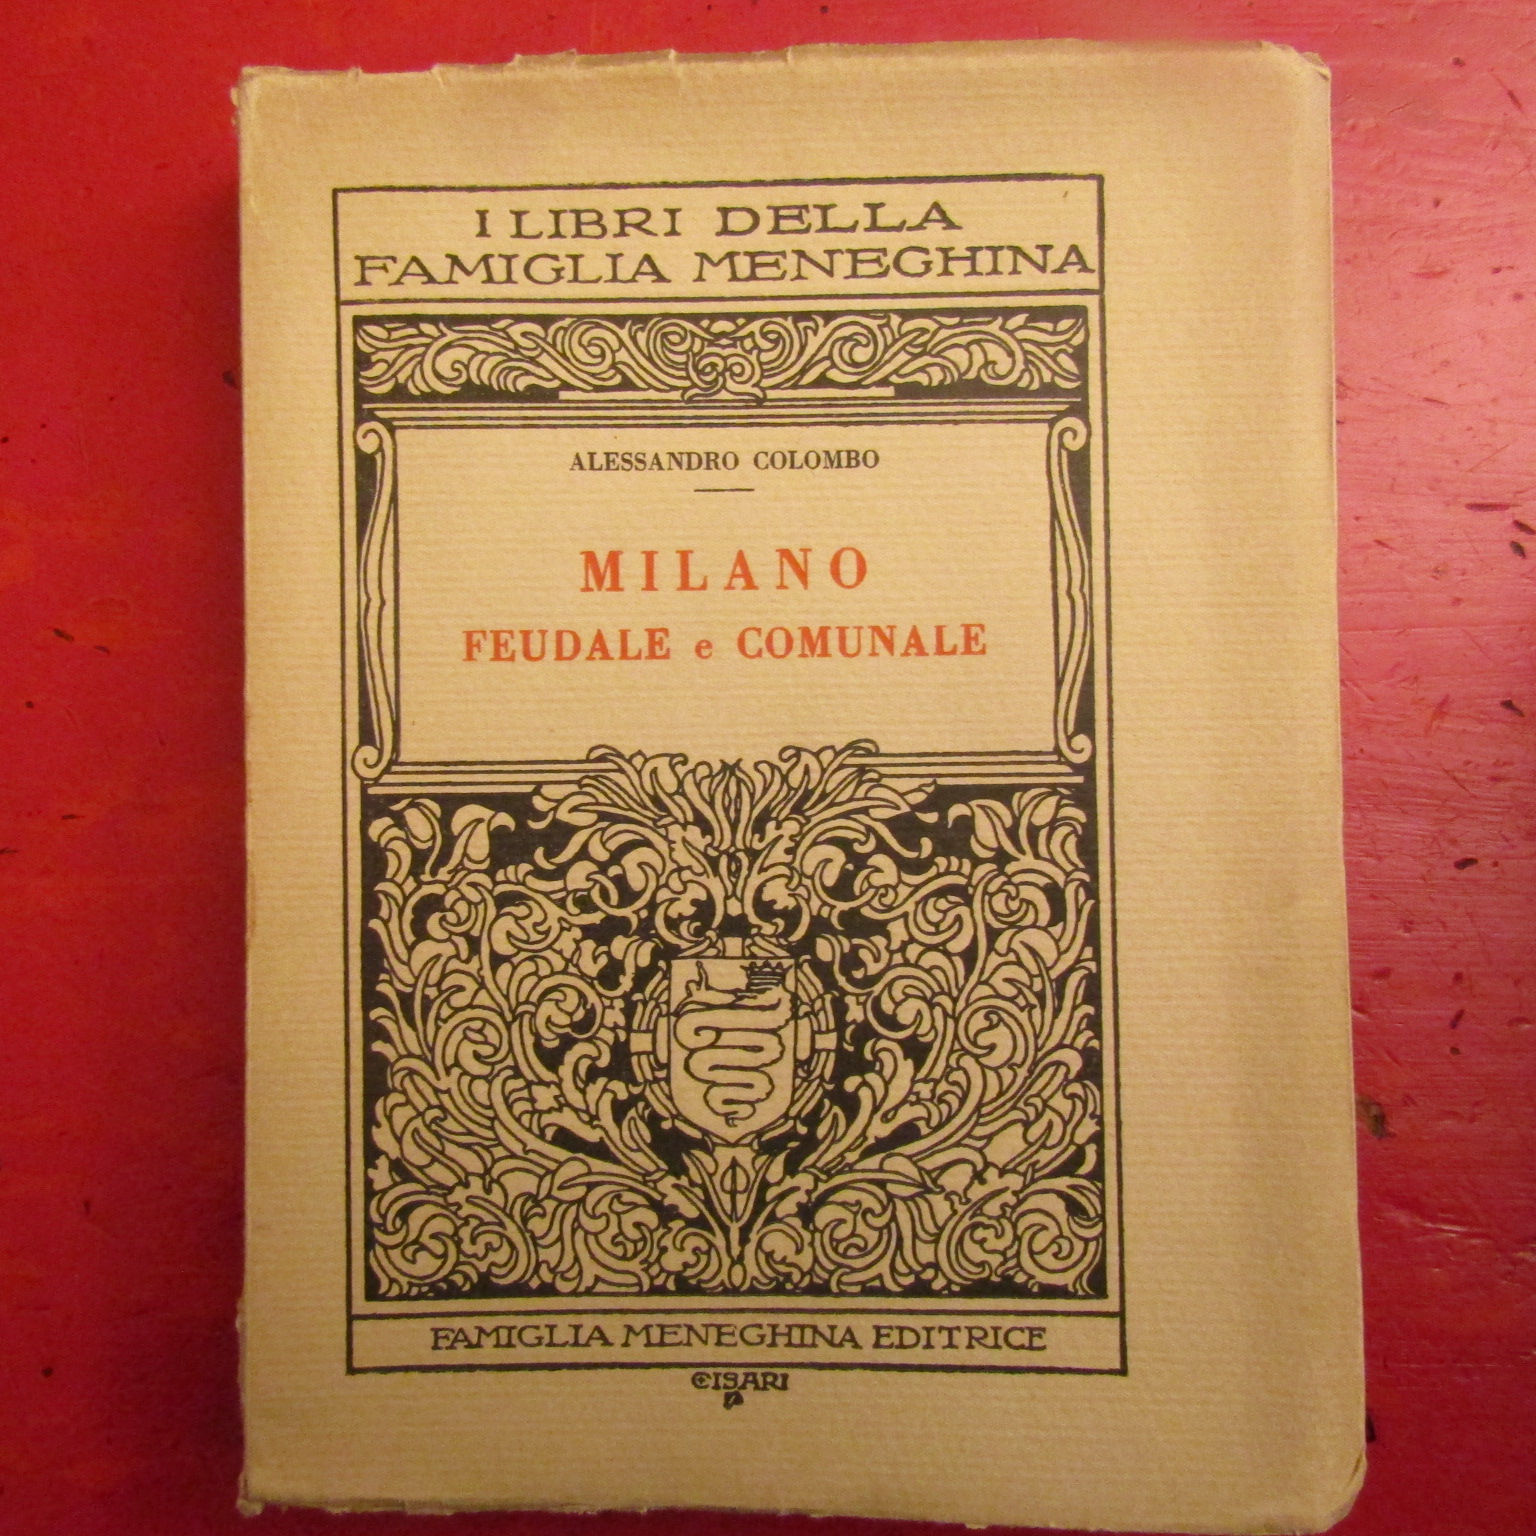 I LIBRI DELLA
FAMIGLIA MENEGHINA
ALESSANDRO COLOMBO
MILANO
FEUDALE e COMUNALE
FAMIGLIA MENEGHINA EDITRICE
CISARI